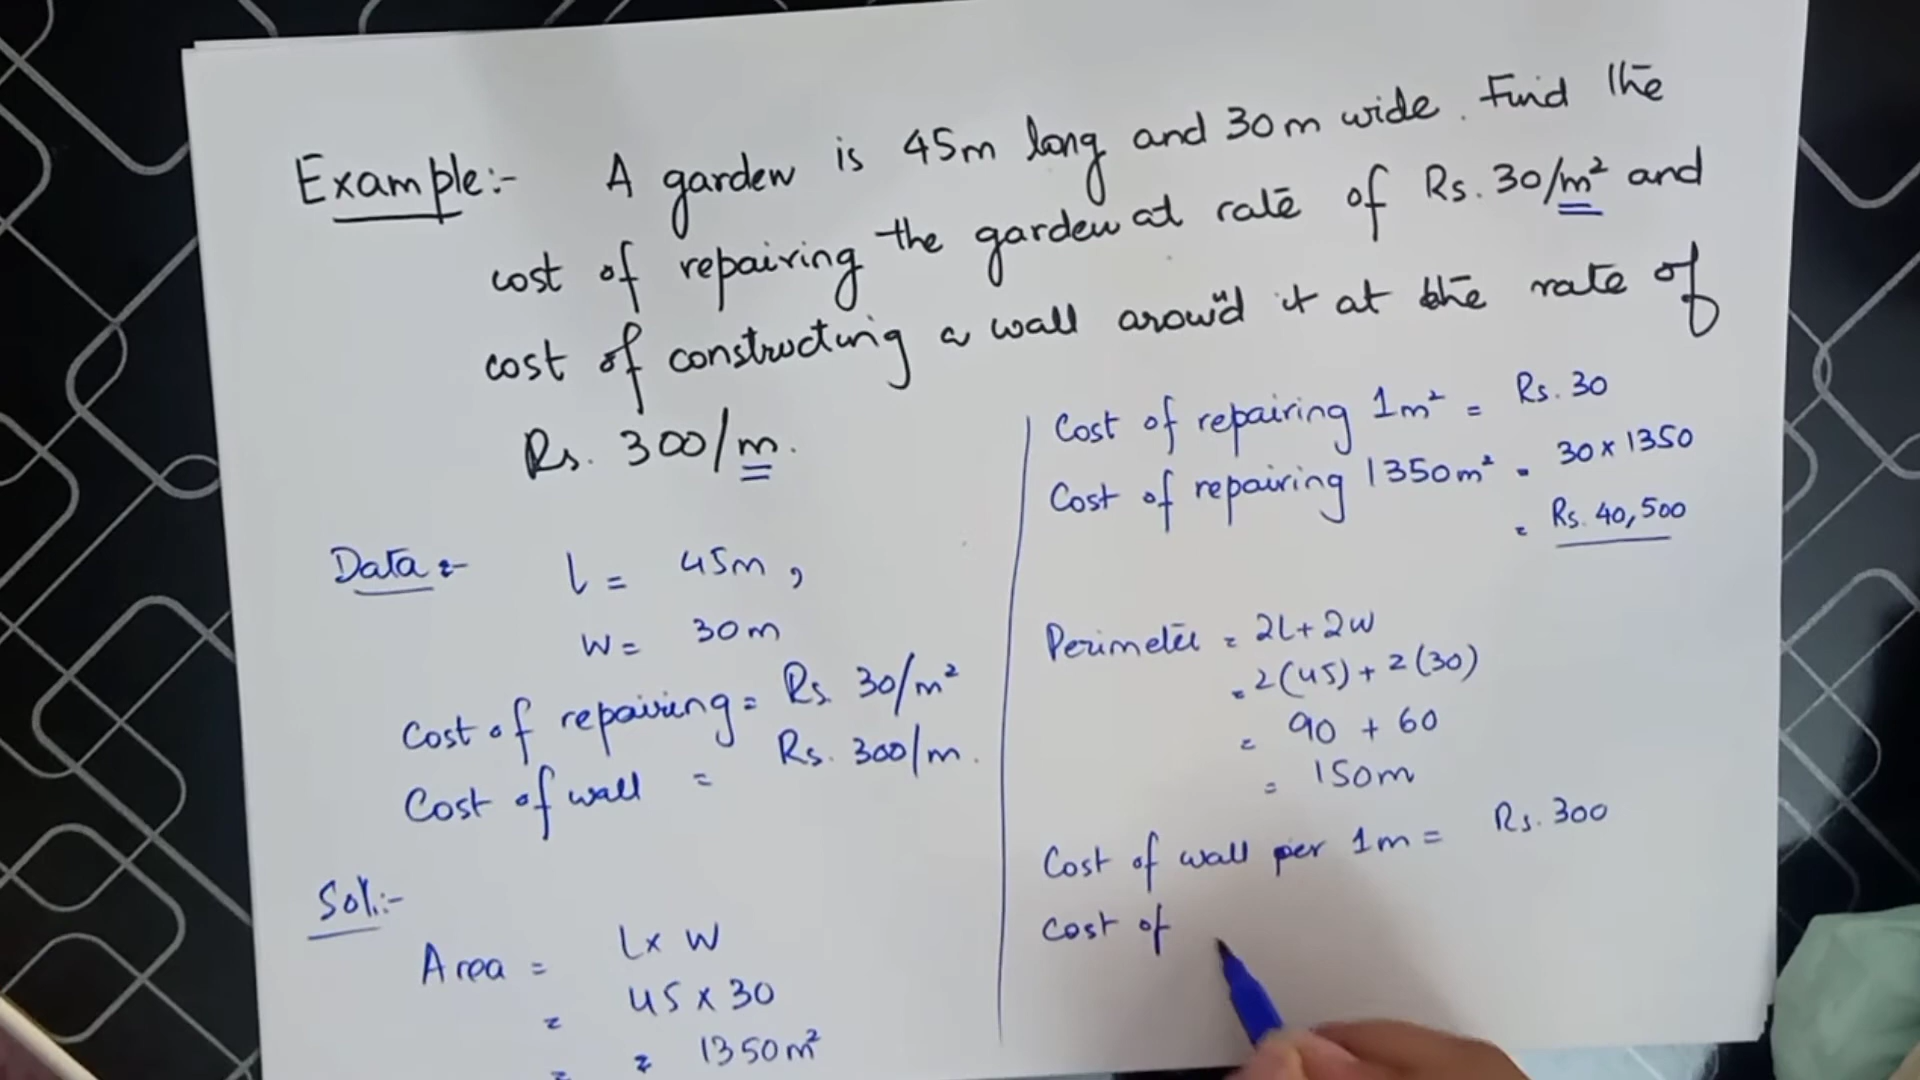 Example:- A garden is 45m long and 30m wide. Find the
cost of repairing the garden at rate of Rs. 30/m² and
cost of constructing a wall around it at the rate of
Rs. 300/m.
Data:- l = 45m,
w = 30m
Cost of repairing = Rs. 30/m²
Cost of wall = Rs. 300/m.
Sol:-
Area = L x W
= 45 x 30
= 1350m²
Cost of repairing 1m² = Rs. 30
Cost of repairing 1350m² = 30 x 1350
= Rs. 40,500
Perimeter = 2L + 2W
= 2(45) + 2(30)
= 90 + 60
= 150m
Cost of wall per 1m = Rs. 300
Cost of